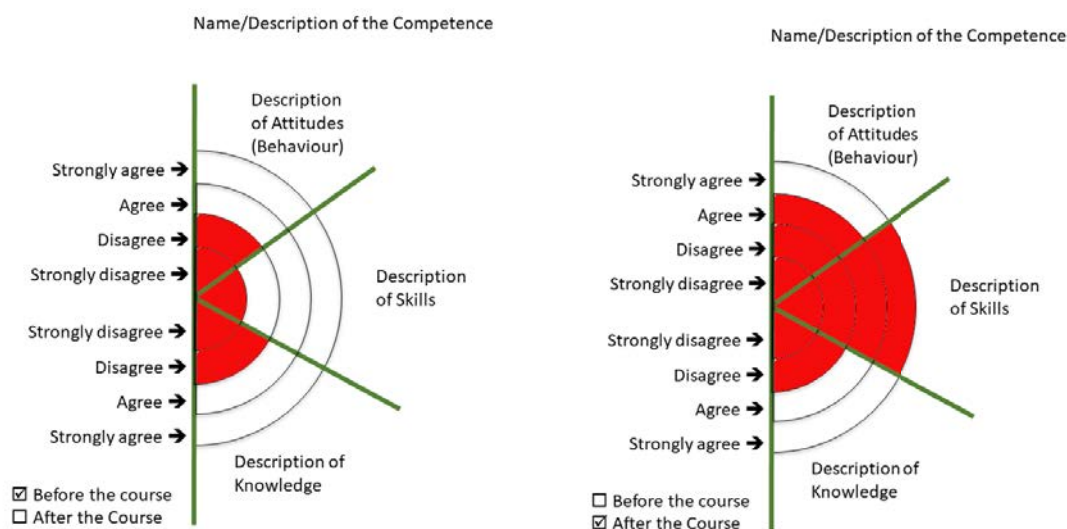 Name/Description of the Competence
Description
of Attitudes
(Behaviour)
Strongly agree ➔
Agree ➔
Disagree ➔
Strongly disagree ➔
Description
of Skills
Strongly disagree ➔
Disagree ➔
Agree ➔
Strongly agree ➔
Description of
Knowledge
☑ Before the course
☐ After the Course
Name/Description of the Competence
Description
of Attitudes
(Behaviour)
Strongly agree ➔
Agree ➔
Disagree ➔
Strongly disagree ➔
Description
of Skills
Strongly disagree ➔
Disagree ➔
Agree ➔
Strongly agree ➔
Description of
Knowledge
☐ Before the course
☑ After the Course